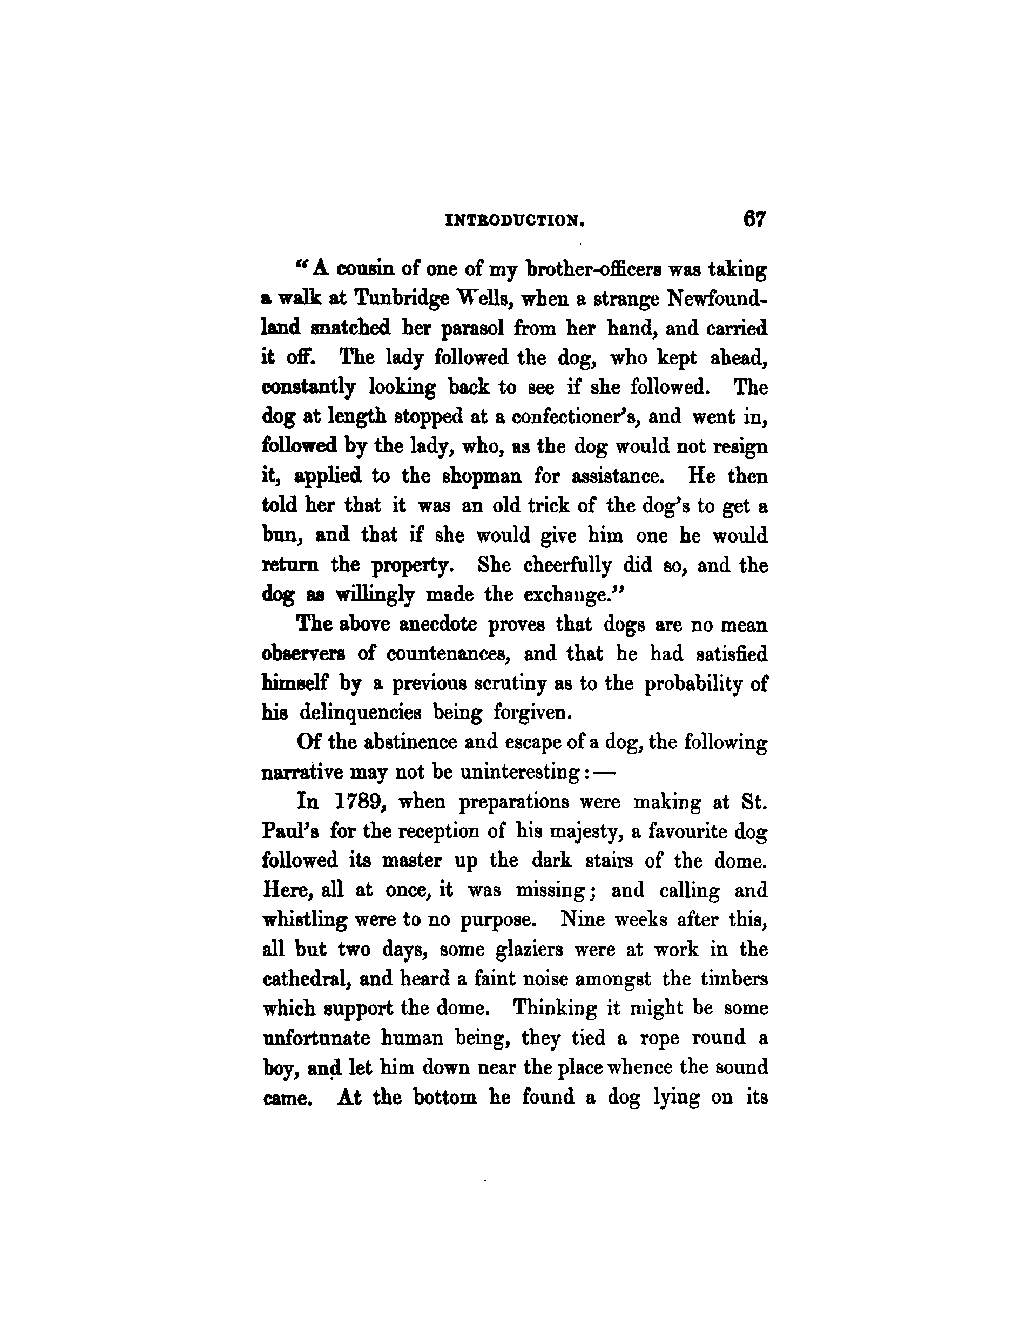 INTRODUCTION. 67
“A cousin of one of my brother-officers was taking
a walk at Tunbridge Wells, when a strange Newfound-
land snatched her parasol from her hand, and carried
it off. The lady followed the dog, who kept ahead,
constantly looking back to see if she followed. The
dog at length stopped at a confectioner's, and went in,
followed by the lady, who, as the dog would not resign
it, applied to the shopman for assistance. He then
told her that it was an old trick of the dog's to get a
bun, and that if she would give him one he would
return the property. She cheerfully did so, and the
dog as willingly made the exchange.”
The above anecdote proves that dogs are no mean
observers of countenances, and that he had satisfied
himself by a previous scrutiny as to the probability of
his delinquencies being forgiven.
Of the abstinence and escape of a dog, the following
narrative may not be uninteresting:—
In 1789, when preparations were making at St.
Paul's for the reception of his majesty, a favourite dog
followed its master up the dark stairs of the dome.
Here, all at once, it was missing; and calling and
whistling were to no purpose. Nine weeks after this,
all but two days, some glaziers were at work in the
cathedral, and heard a faint noise amongst the timbers
which support the dome. Thinking it might be some
unfortunate human being, they tied a rope round a
boy, and let him down near the place whence the sound
came. At the bottom he found a dog lying on its